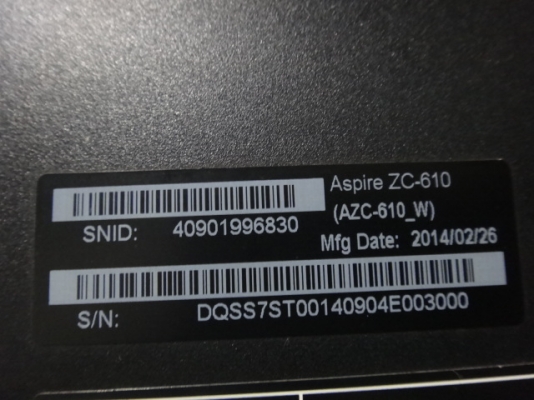 Aspire ZC-610
SNID: 40901996830
(AZC-610_W)
Mfg Date: 2014/02/26
S/N: DQSS7ST00140904E003000